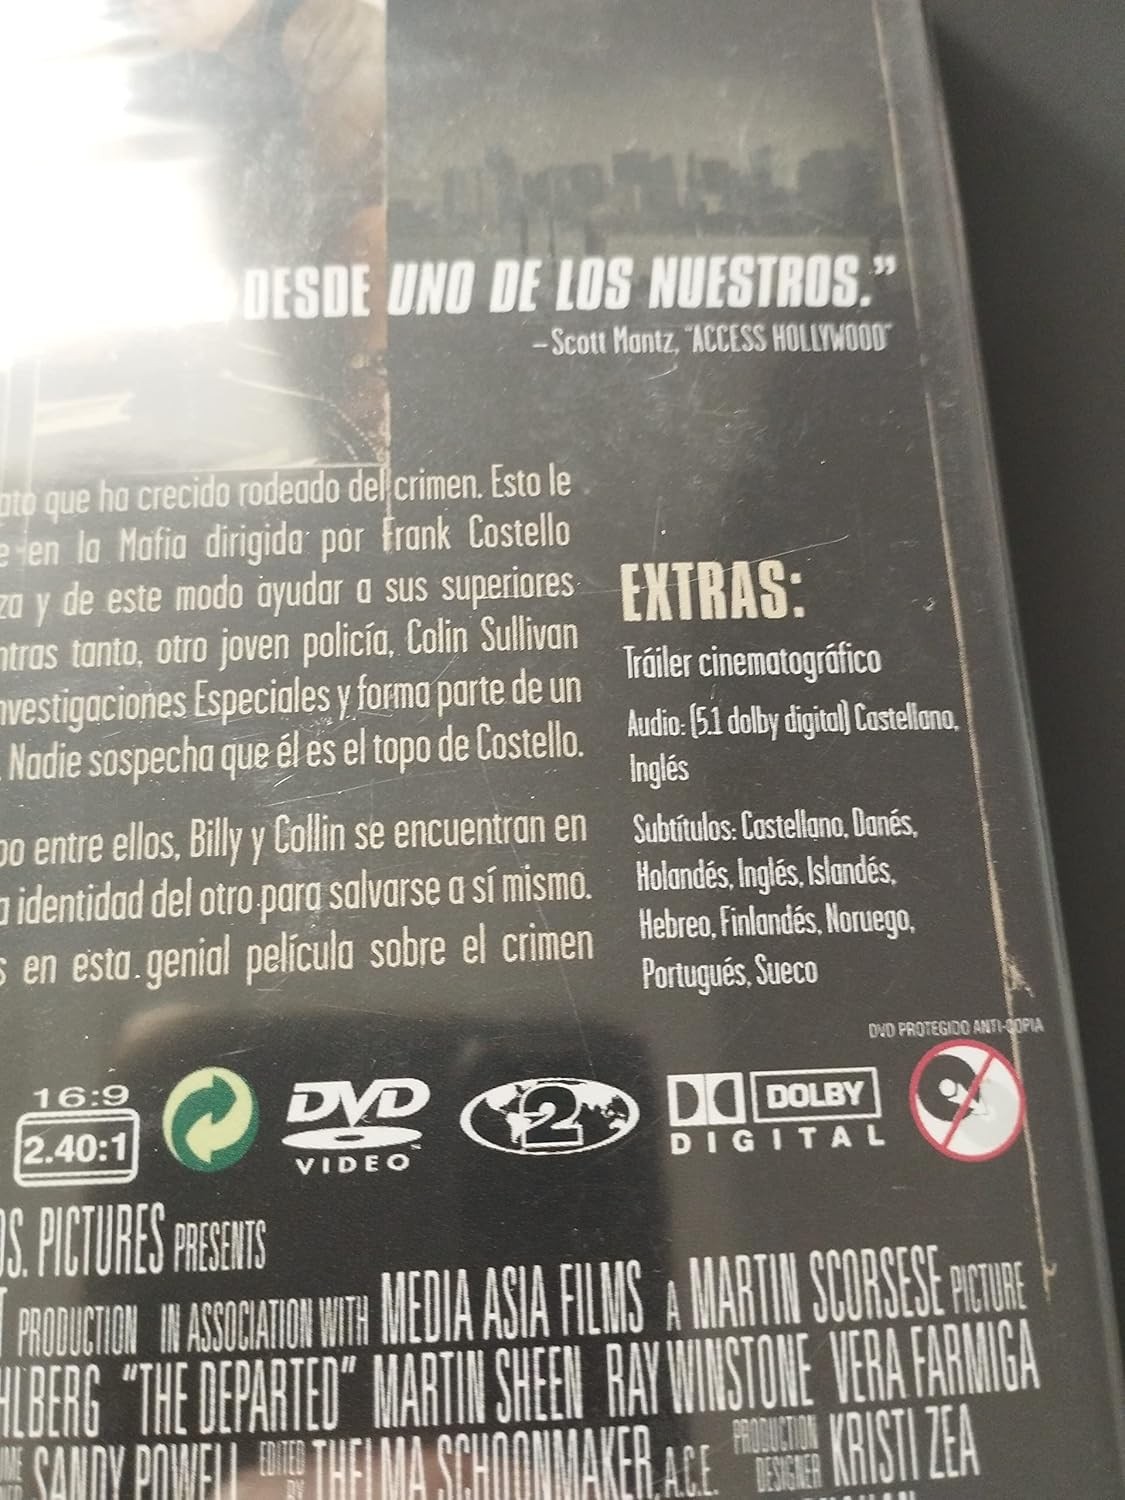 DESDE UNO DE LOS NUESTROS."
– Scott Mantz, "ACCESS HOLLYWOOD"
que ha crecido rodeado del crimen. Esto le
en la Mafia dirigida por Frank Costello
y de este modo ayudar a sus superiores
tanto, otro joven policía, Colin Sullivan
Especiales y forma parte de un
Nadie sospecha que él es el topo de Costello.
entre ellos, Billy y Collin se encuentran en
identidad del otro para salvarse a sí mismo.
en esta genial película sobre el crimen
EXTRAS:
Tráiler cinematográfico
Audio: (5.1 dolby digital) Castellano,
Inglés
Subtítulos: Castellano, Danés,
Holandés, Inglés, Islandés,
Hebreo, Finlandés, Noruego,
Portugués, Sueco
DVD PROTEGIDO ANTI-COPIA
16:9
2.40:1
DVD
VIDEO
2
DOLBY
DIGITAL
PICTURES PRESENTS
PRODUCTION IN ASSOCIATION WITH MEDIA ASIA FILMS A MARTIN SCORSESE PICTURE
"THE DEPARTED" MARTIN SHEEN RAY WINSTONE VERA FARMIGA
SANDY POWELL EDITED BY THELMA SCHOONMAKER, A.C.E. PRODUCTION DESIGNER KRISTI ZEA